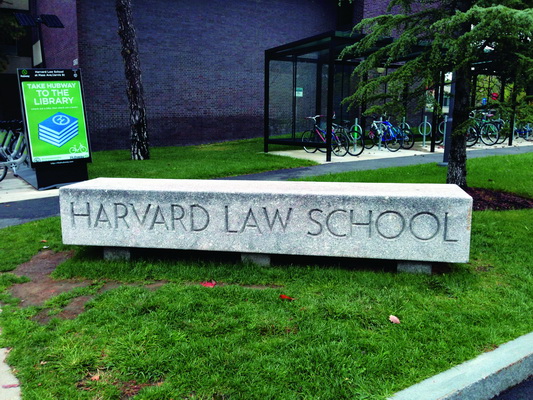 Harvard Law School
TAKE HUBWAY
TO THE
LIBRARY
HARVARD LAW SCHOOL